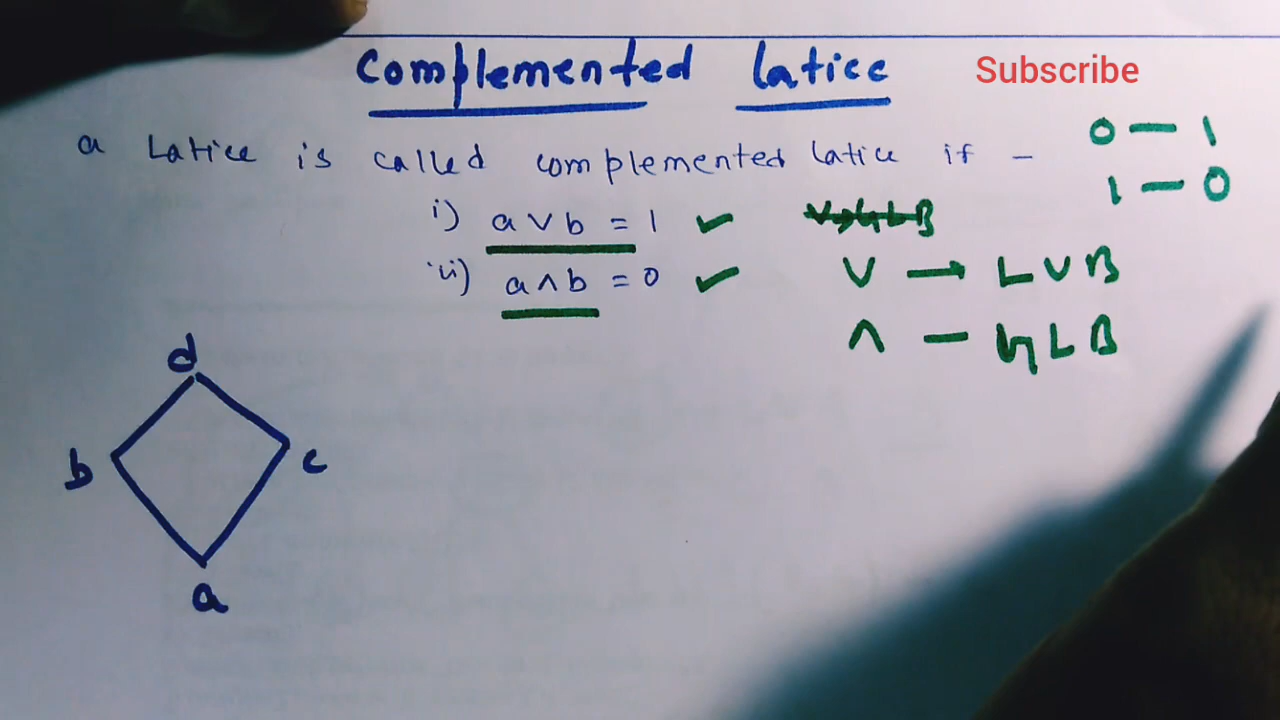 Complemented latice
Subscribe
0 — 1
a Latice is called complemented latice if —
1 — 0
i) a ∨ b = 1 ✓
ii) a ∧ b = 0 ✓
∨ → LUB
∧ — GLB
d
b
c
a